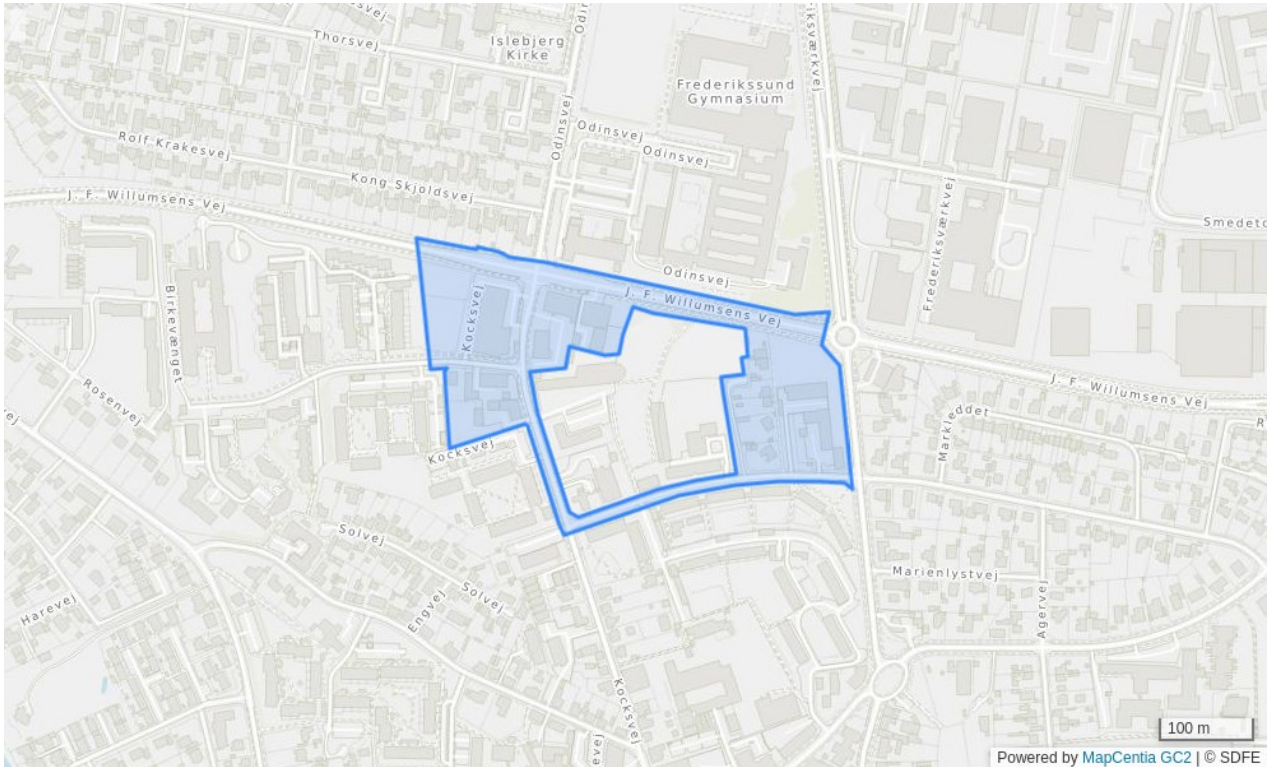 Thorsvej
Islebjerg
Kirke
Odinsvej
Frederikssund
Gymnasium
Odinsvej
Odinsvej
Rolf Krakesvej
Kong Skjoldsvej
J. F. Willumsens Vej
Frederiksværkvej
Smedeto
Odinsvej
J. F. Willumsens Vej
Kocksvej
Birkevænget
Rosenvej
J. F. Willumsens Vej
Markleddet
Kocksvej
Solvej
Solvej
Engvej
Harevej
Marienlystvej
Agervej
Kocksvej
100 m
Powered by MapCentia GC2 | © SDFE